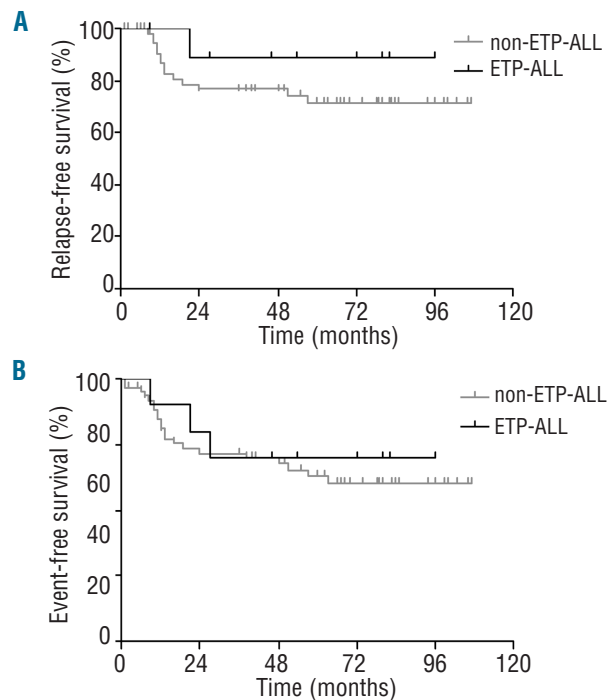 A
100
80
60
40
20
0
Relapse-free survival (%)
non-ETP-ALL
ETP-ALL
0 24 48 72 96 120
Time (months)
B
100
80
60
40
20
0
Event-free survival (%)
non-ETP-ALL
ETP-ALL
0 24 48 72 96 120
Time (months)